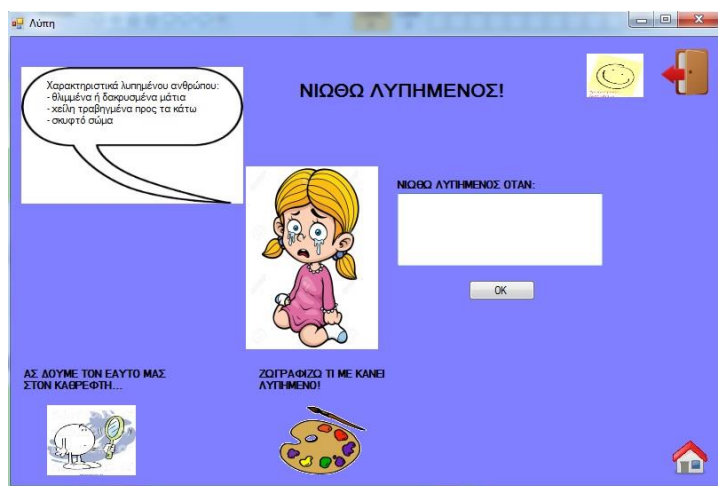 Λύπη
Χαρακτηριστικά λυπημένου ανθρώπου:
- θλιμμένα ή δακρυσμένα μάτια
- χείλη τραβηγμένα προς τα κάτω
- σκυφτό σώμα
ΝΙΩΘΩ ΛΥΠΗΜΕΝΟΣ!
ΝΙΩΘΩ ΛΥΠΗΜΕΝΟΣ ΟΤΑΝ:
OK
ΑΣ ΔΟΥΜΕ ΤΟΝ ΕΑΥΤΟ ΜΑΣ
ΣΤΟΝ ΚΑΘΡΕΦΤΗ...
ΖΩΓΡΑΦΙΖΩ ΤΙ ΜΕ ΚΑΝΕΙ
ΛΥΠΗΜΕΝΟ!